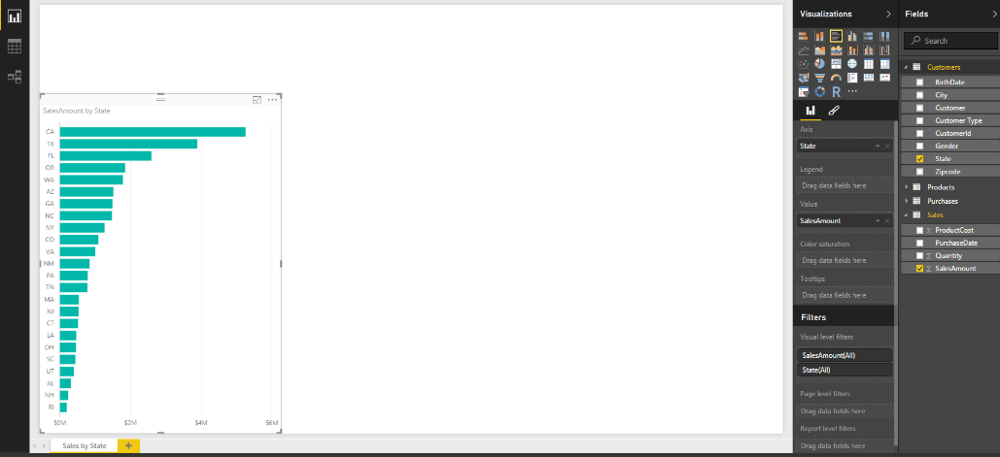 SalesAmount by State
CA
TX
FL
OR
WA
AZ
GA
NC
NY
CO
VA
NM
PA
TN
MA
NJ
CT
LA
OH
SC
UT
AL
NH
RI
$0M $2M $4M $6M
Sales by State
Visualizations
R
Axis
State
Legend
Drag data fields here
Value
SalesAmount
Color saturation
Drag data fields here
Tooltips
Drag data fields here
Filters
Visual level filters
SalesAmount(All)
State(All)
Page level filters
Drag data fields here
Report level filters
Drag data fields here
Fields
Search
Customers
BirthDate
City
Customer
Customer Type
CustomerId
Gender
State
Zipcode
Products
Purchases
Sales
Σ ProductCost
PurchaseDate
Σ Quantity
Σ SalesAmount